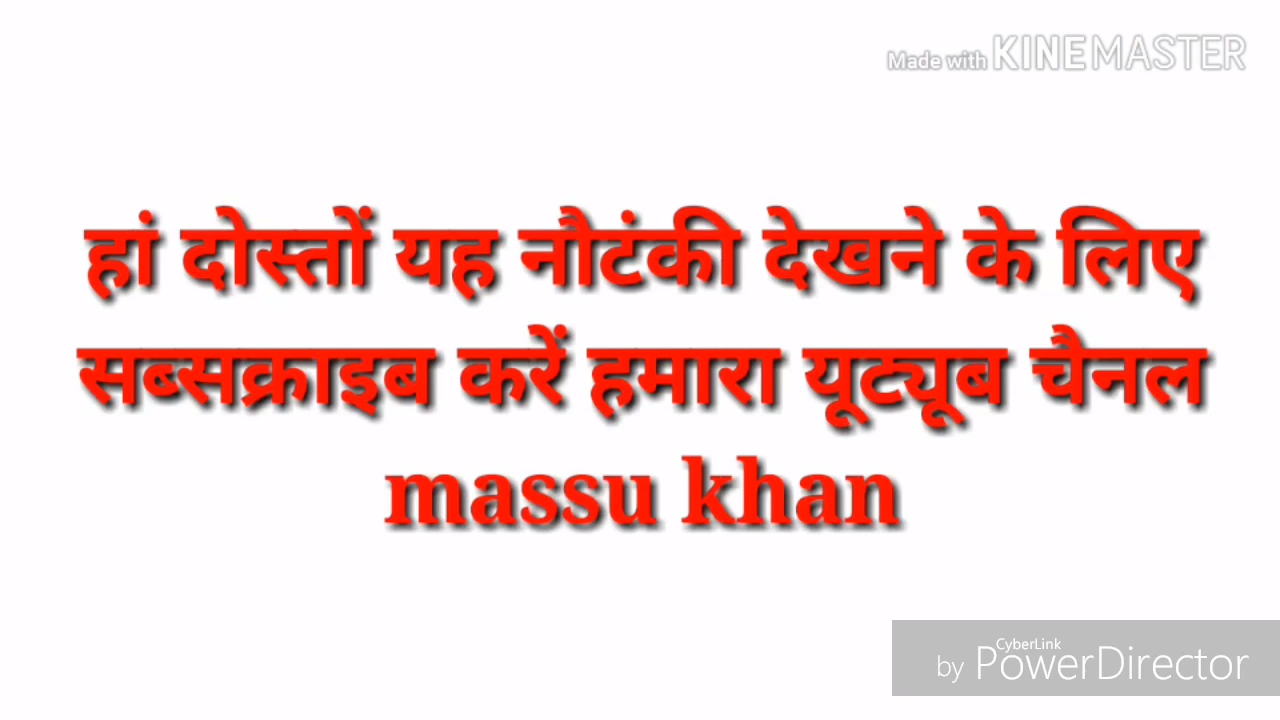 Made with KINEMASTER
हां दोस्तों यह नौटंकी देखने के लिए
सब्सक्राइब करें हमारा यूट्यूब चैनल
massu khan
CyberLink
by PowerDirector